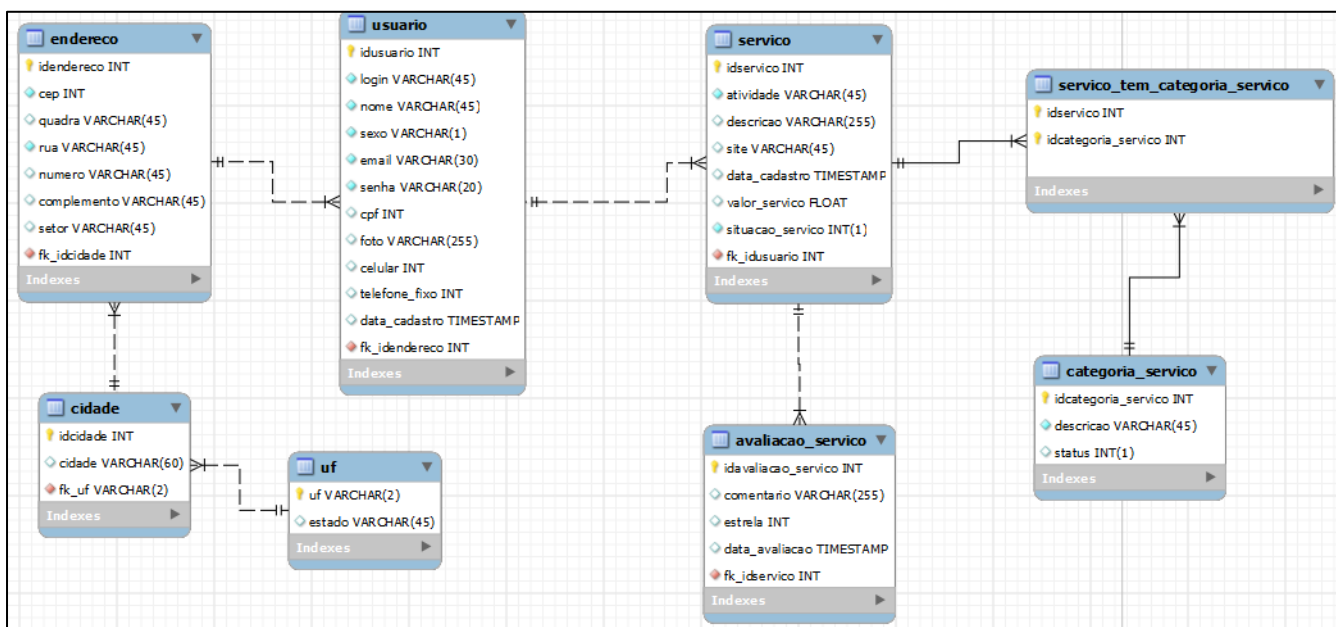 endereco
idendereco INT
cep INT
quadra VARCHAR(45)
rua VARCHAR(45)
numero VARCHAR(45)
complemento VARCHAR(45)
setor VARCHAR(45)
fk_idcidade INT
Indexes
usuario
idusuario INT
login VARCHAR(45)
nome VARCHAR(45)
sexo VARCHAR(1)
email VARCHAR(30)
senha VARCHAR(20)
cpf INT
foto VARCHAR(255)
celular INT
telefone_fixo INT
data_cadastro TIMESTAMP
fk_idendereco INT
Indexes
servico
idservico INT
atividade VARCHAR(45)
descricao VARCHAR(255)
site VARCHAR(45)
data_cadastro TIMESTAMP
valor_servico FLOAT
situacao_servico INT(1)
fk_idusuario INT
Indexes
servico_tem_categoria_servico
idservico INT
idcategoria_servico INT
Indexes
cidade
idcidade INT
cidade VARCHAR(60)
fk_uf VARCHAR(2)
Indexes
uf
uf VARCHAR(2)
estado VARCHAR(45)
Indexes
avaliacao_servico
idavaliacao_servico INT
comentario VARCHAR(255)
estrela INT
data_avaliacao TIMESTAMP
fk_idservico INT
Indexes
categoria_servico
idcategoria_servico INT
descricao VARCHAR(45)
status INT(1)
Indexes